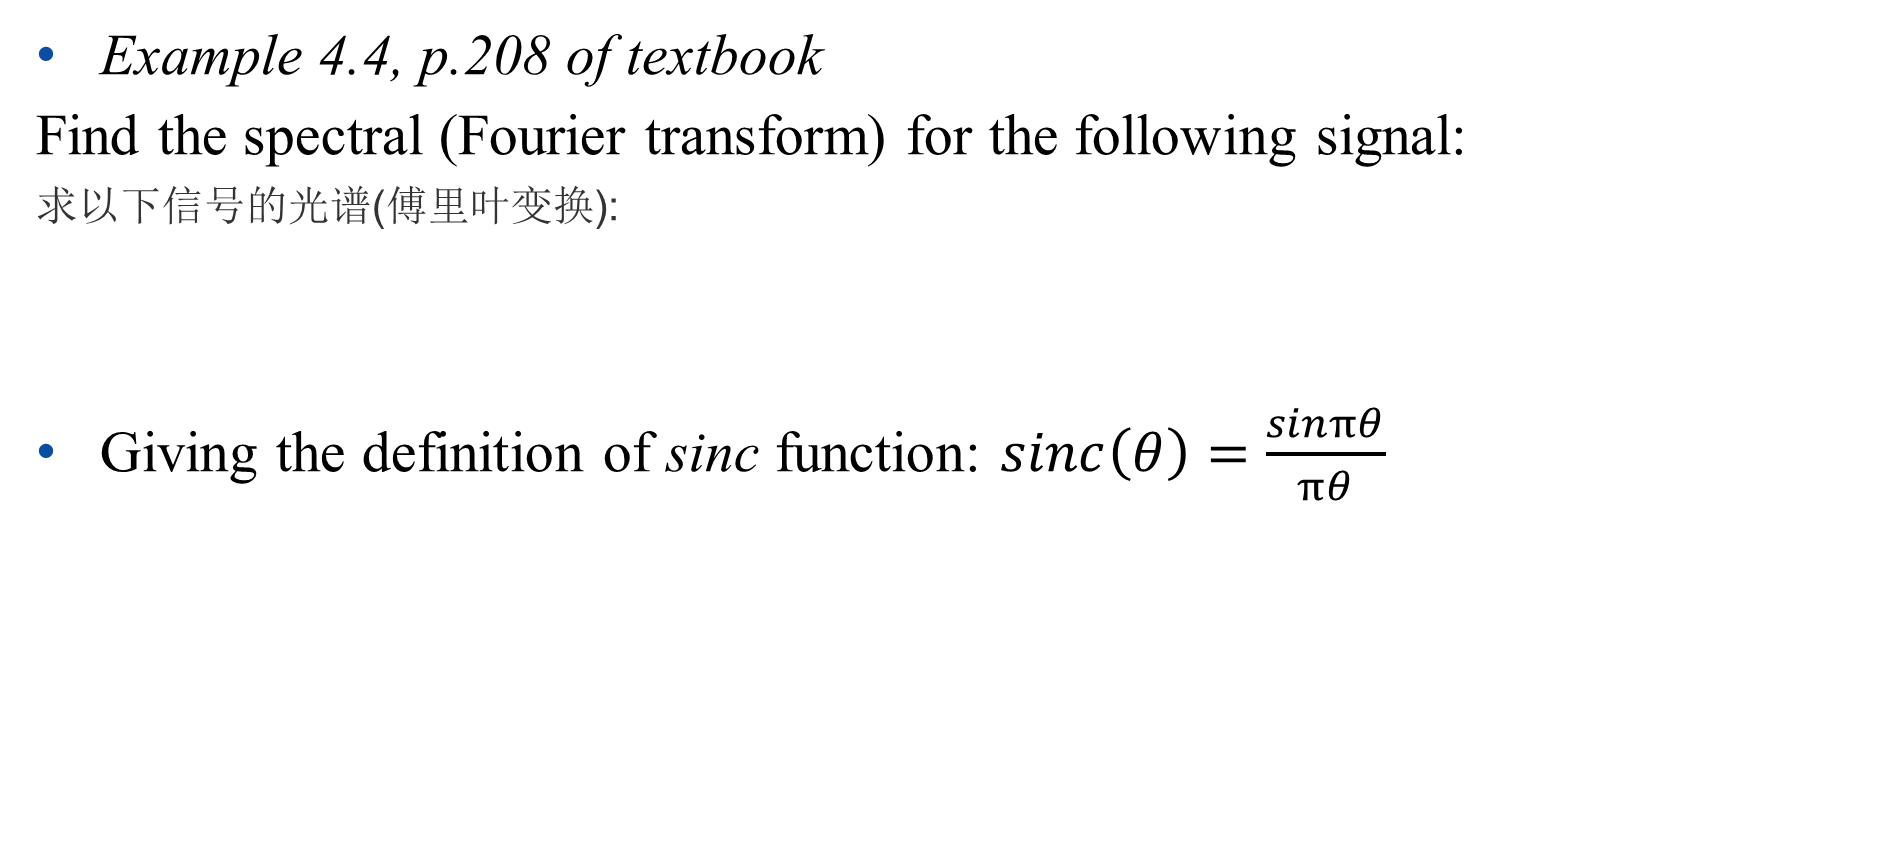 • Example 4.4, p.208 of textbook
Find the spectral (Fourier transform) for the following signal:
求以下信号的光谱(傅里叶变换):
• Giving the definition of sinc function: sinc(θ) = sinπθ / πθ